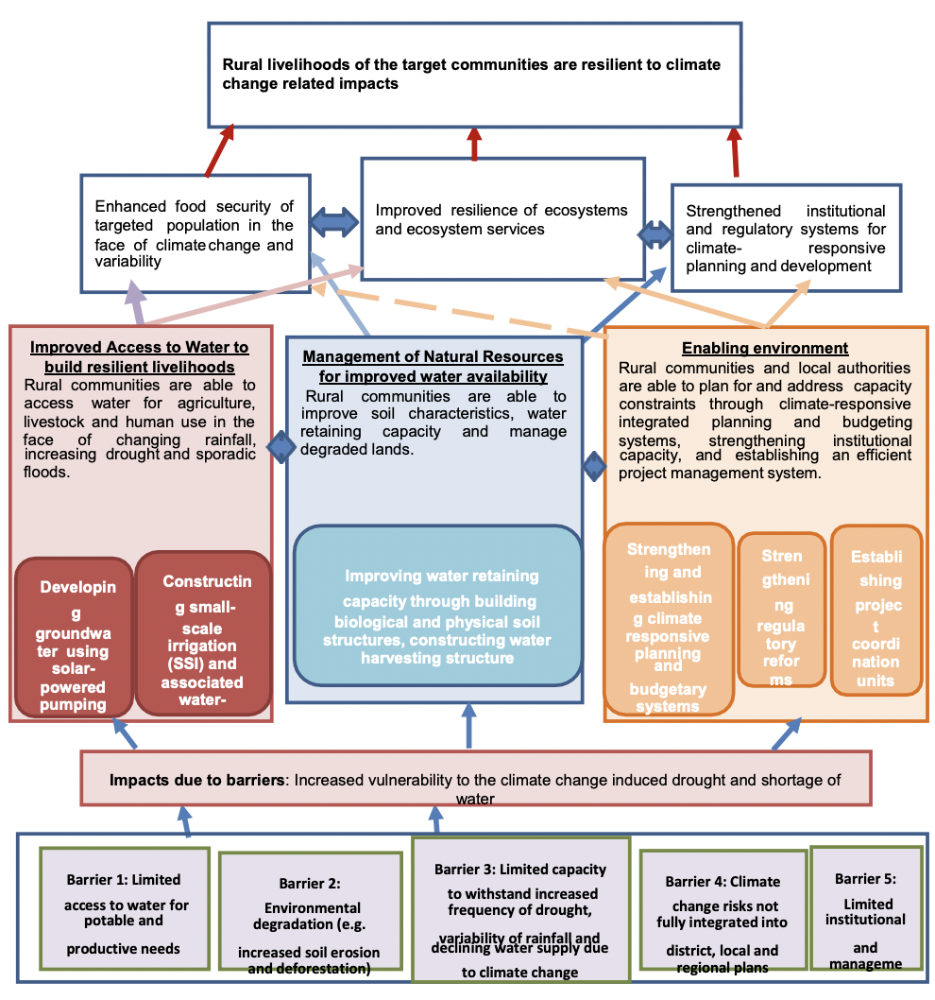 Rural livelihoods of the target communities are resilient to climate
change related impacts
Enhanced food security of
targeted population in the
face of climate change and
variability
Improved resilience of ecosystems
and ecosystem services
Strengthened institutional
and regulatory systems for
climate- responsive
planning and development
Improved Access to Water to
build resilient livelihoods
Rural communities are able to
access water for agriculture,
livestock and human use in the
face of changing rainfall,
increasing drought and sporadic
floods.
Developin
g
groundwa
ter using
solar-
powered
pumping
Constructin
g small-
scale
irrigation
(SSI) and
associated
water-
Management of Natural Resources
for improved water availability
Rural communities are able to
improve soil characteristics, water
retaining capacity and manage
degraded lands.
Improving water retaining
capacity through building
biological and physical soil
structures, constructing water
harvesting structure
Enabling environment
Rural communities and local authorities
are able to plan for and address capacity
constraints through climate-responsive
integrated planning and budgeting
systems, strengthening institutional
capacity, and establishing an efficient
project management system.
Strengthen
ing and
establishin
g climate
responsive
planning
and
budgetary
systems
Stren
gtheni
ng
regula
tory
refor
ms
Establi
shing
projec
t
coordi
nation
units
Impacts due to barriers: Increased vulnerability to the climate change induced drought and shortage of
water
Barrier 1: Limited
access to water for
potable and
productive needs
Barrier 2:
Environmental
degradation (e.g.
increased soil erosion
and deforestation)
Barrier 3: Limited capacity
to withstand increased
frequency of drought,
variability of rainfall and
declining water supply due
to climate change
Barrier 4: Climate
change risks not
fully integrated into
district, local and
regional plans
Barrier 5:
Limited
institutional
and
manageme